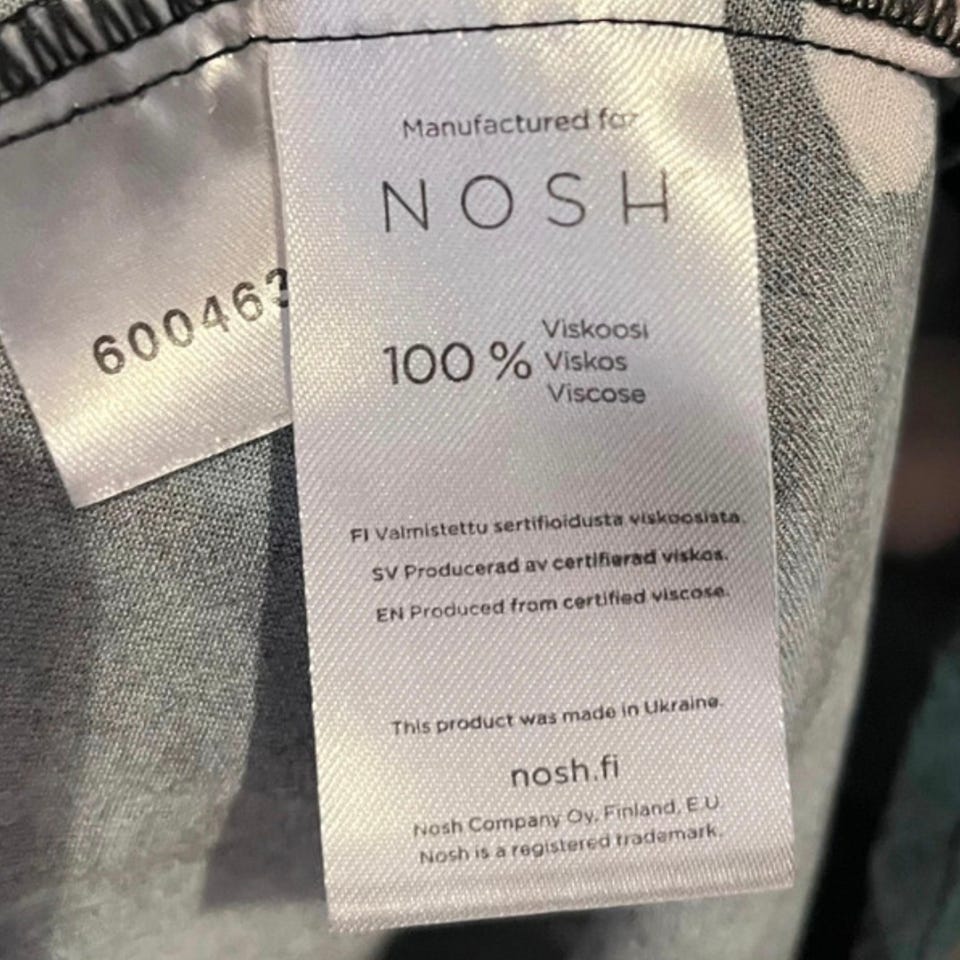 Manufactured for
NOSH
600463
100 % Viskoosi
Viskos
Viscose
FI Valmistettu sertifioidusta viskoosista.
SV Producerad av certifierad viskos.
EN Produced from certified viscose.
This product was made in Ukraine.
nosh.fi
Nosh Company Oy, Finland, E.U.
Nosh is a registered trademark.